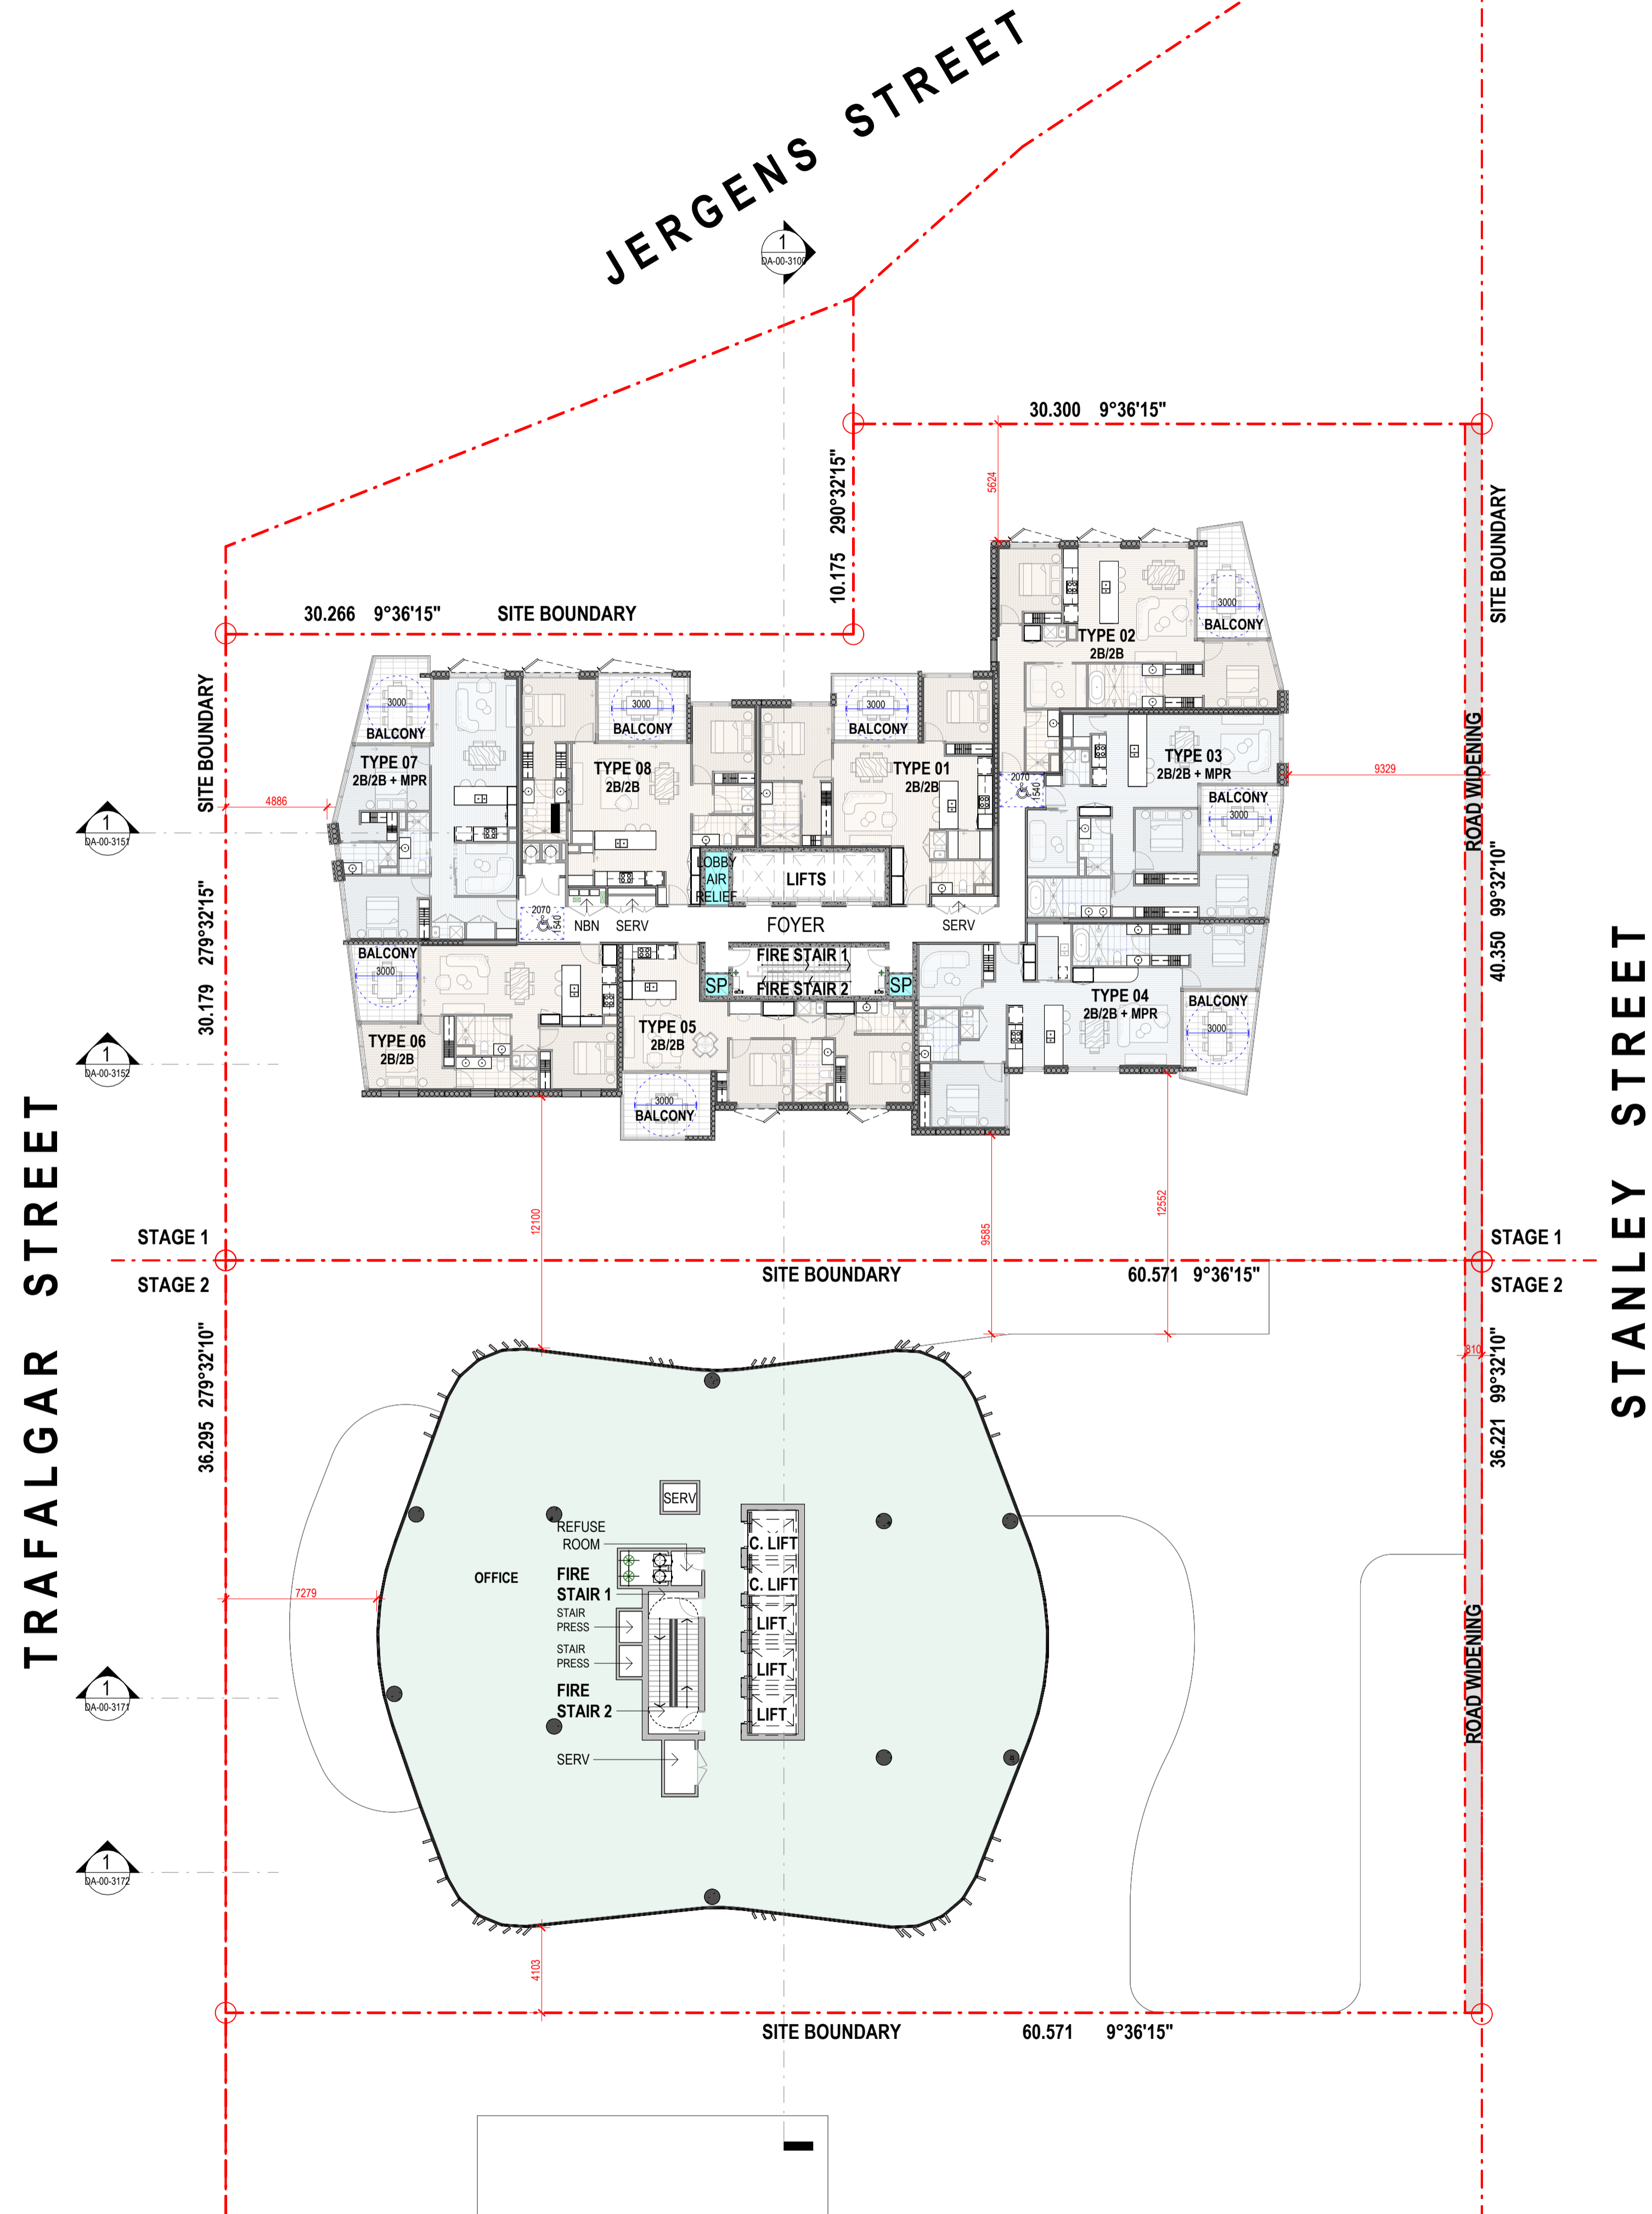 JERGENS STREET
1
DA-00-3100
30.300 9°36'15"
10.175 290°32'15"
5624
SITE BOUNDARY
30.266 9°36'15" SITE BOUNDARY
3000
BALCONY
TYPE 02
2B/2B
SITE BOUNDARY
3000
BALCONY
3000
BALCONY
3000
BALCONY
TYPE 07
2B/2B + MPR
TYPE 08
2B/2B
TYPE 01
2B/2B
TYPE 03
2B/2B + MPR
ROAD WIDENING
9329
2070
1540
4886
BALCONY
3000
1
DA-00-3151
LOBBY
AIR
RELIEF
LIFTS
30.179 279°32'15"
40.350 99°32'10"
2070
1540
NBN
SERV
FOYER
SERV
BALCONY
3000
FIRE STAIR 1
SP
FIRE STAIR 2
SP
TYPE 06
2B/2B
TYPE 05
2B/2B
TYPE 04
2B/2B + MPR
BALCONY
3000
1
DA-00-3152
3000
BALCONY
TRAFALGAR STREET
STANLEY STREET
12100
9585
12552
STAGE 1
STAGE 1
STAGE 2
SITE BOUNDARY 60.571 9°36'15"
STAGE 2
36.295 279°32'10"
810
36.221 99°32'10"
SERV
REFUSE
ROOM
C. LIFT
OFFICE
FIRE
STAIR 1
C. LIFT
7279
STAIR
PRESS
LIFT
STAIR
PRESS
LIFT
FIRE
STAIR 2
LIFT
ROAD WIDENING
1
DA-00-3171
SERV
1
DA-00-3172
4103
SITE BOUNDARY 60.571 9°36'15"